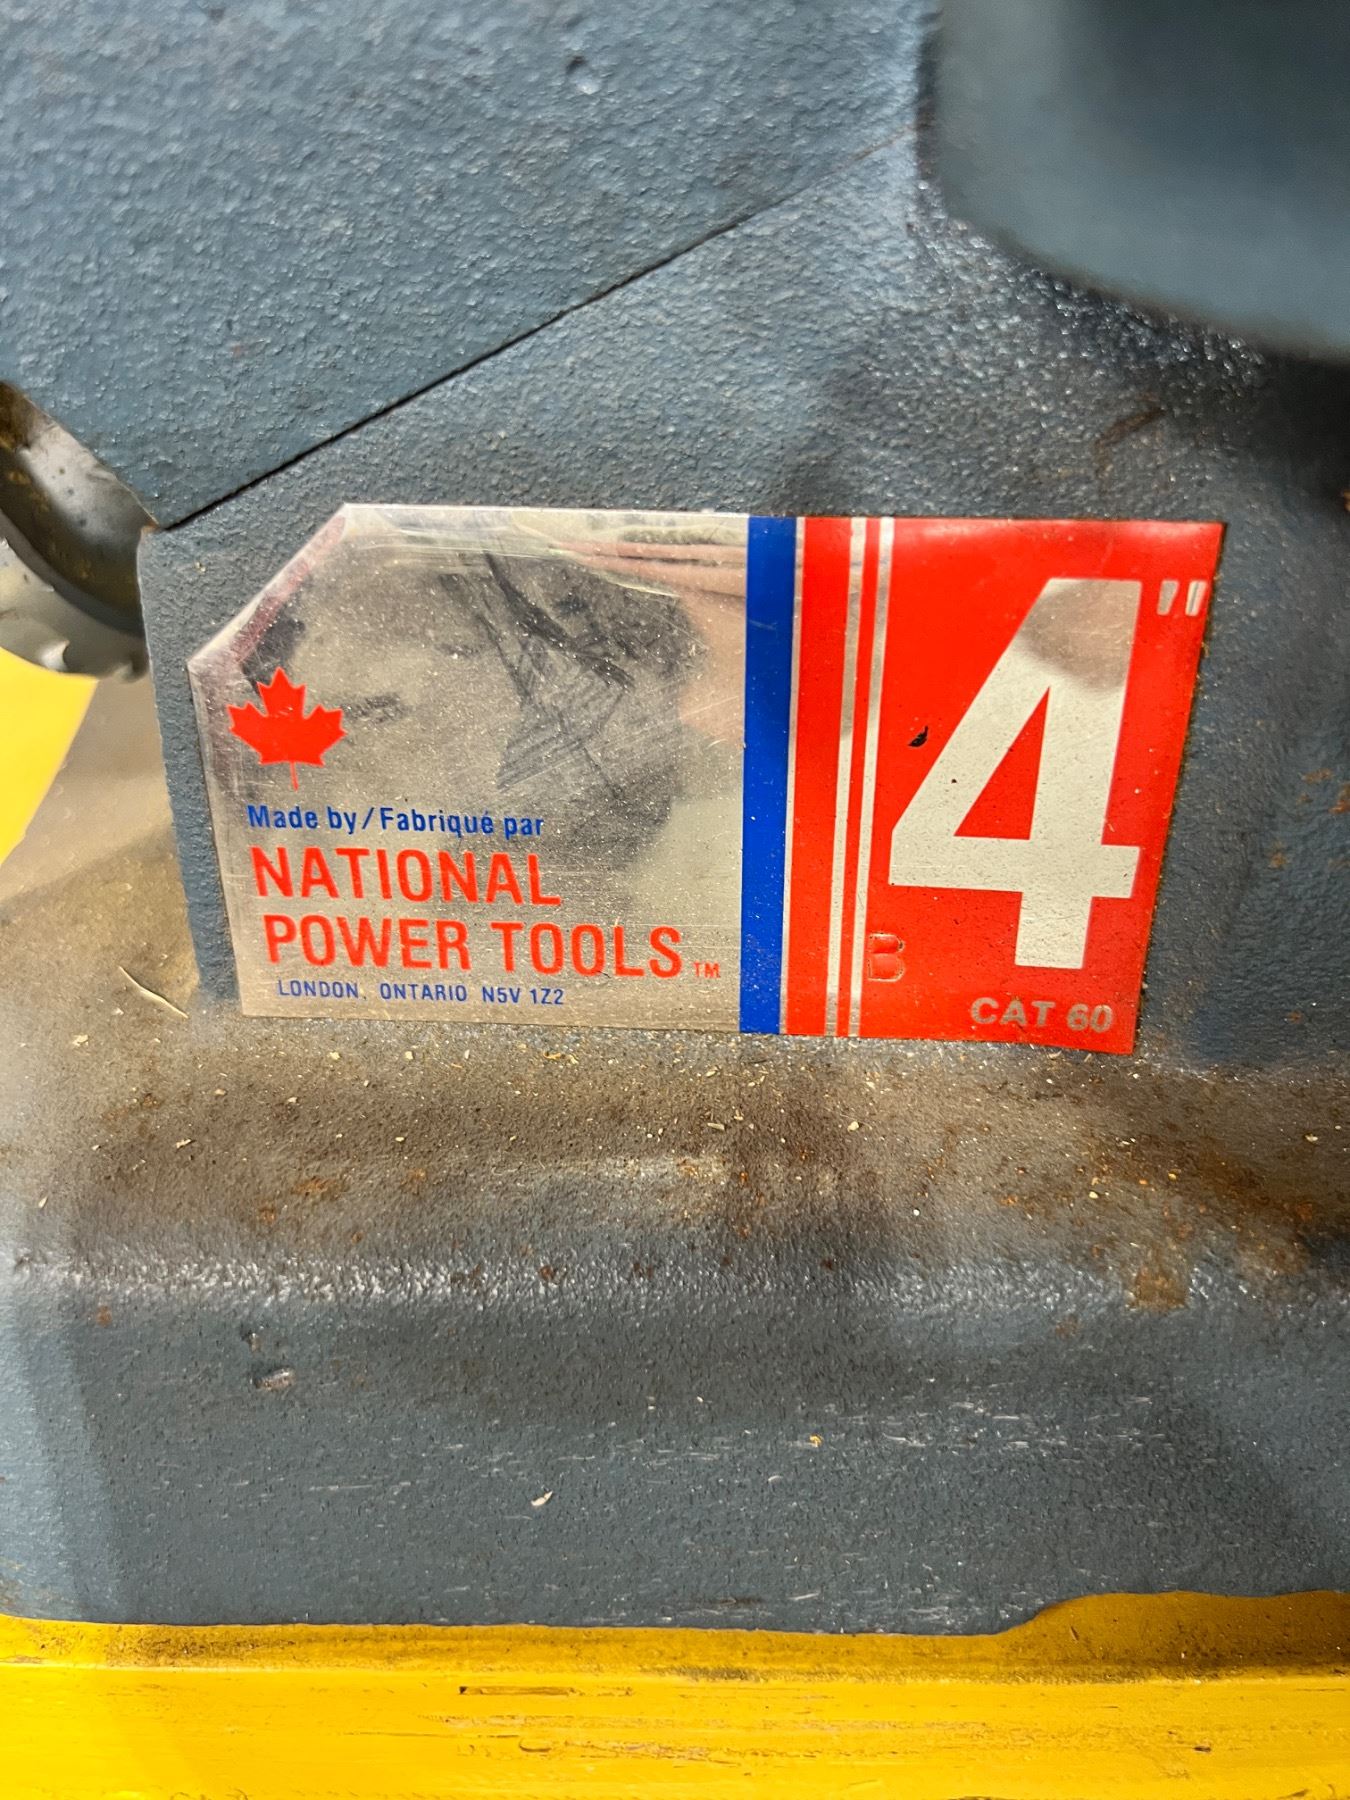 Made by/Fabriqué par
NATIONAL
POWER TOOLS™
LONDON, ONTARIO N5V 1Z2
4"
B
CAT 60